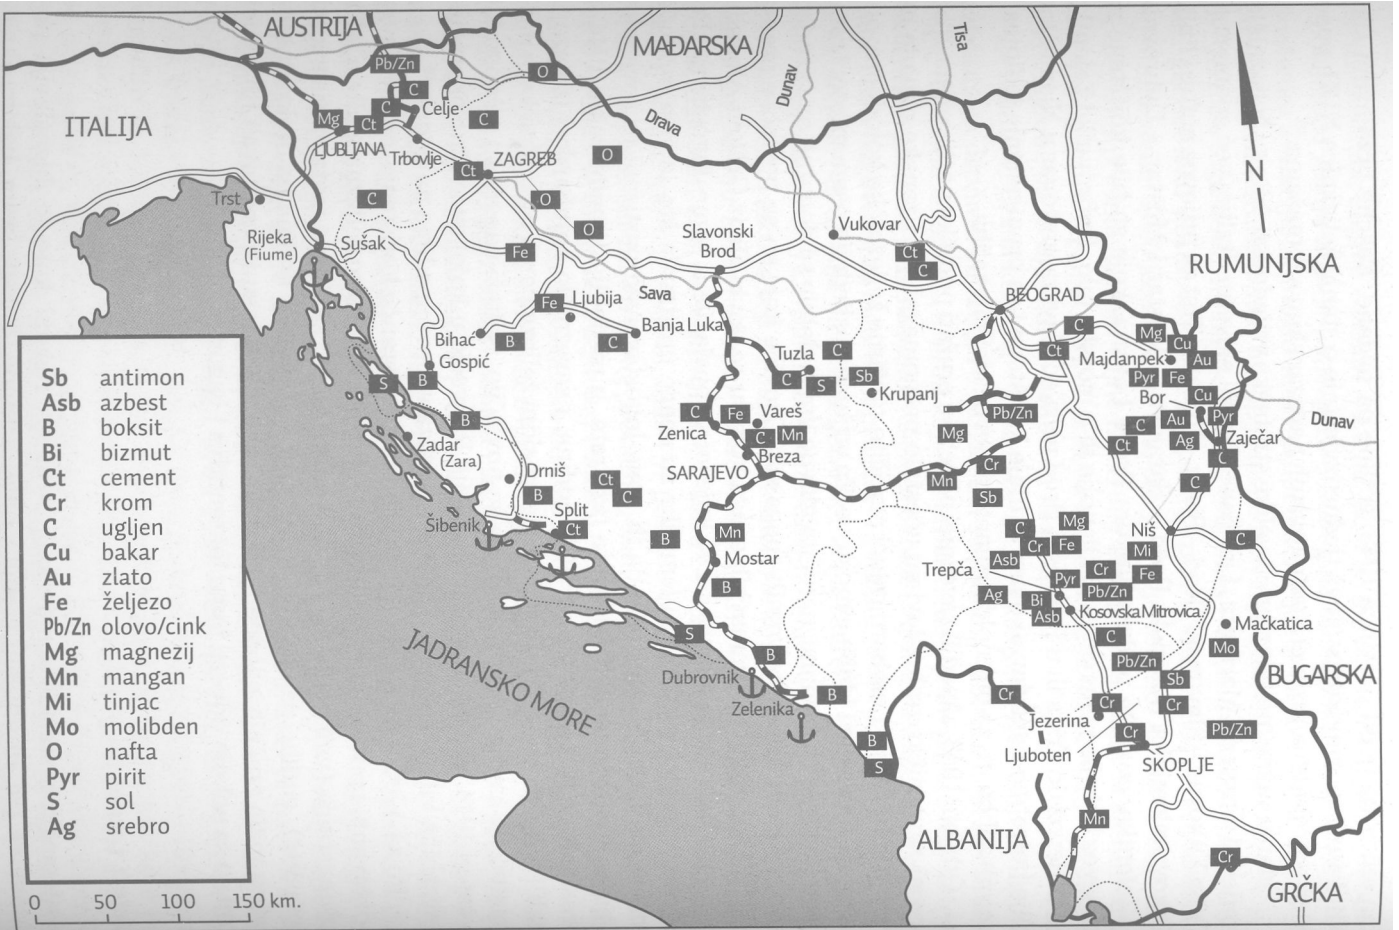 AUSTRIJA
MAĐARSKA
Tisa
Dunav
Drava
ITALIJA
N
RUMUNJSKA
Pb/Zn
O
C
C
Celje
Mg
Ct
C
LJUBLJANA
Trbovlje
Ct
ZAGREB
O
Trst
C
O
O
Rijeka
(Fiume)
Sušak
Fe
Slavonski
Brod
Vukovar
Ct
C
Sava
BEOGRAD
Fe
Ljubija
Banja Luka
Bihać
B
C
Gospić
S
B
B
Zadar
(Zara)
Drniš
B
Ct
C
Split
Ct
Šibenik
Tuzla
C
C
S
Sb
Krupanj
C
Zenica
Fe
Vareš
C
Mn
Breza
SARAJEVO
B
Mn
Mostar
B
C
Ct
Mg
Cu
Majdanpek
Au
Pyr
Fe
Bor
Cu
Pb/Zn
Mg
C
Au
Pyr
Ct
Ag
Zaječar
C
C
Dunav
Mn
Cr
Sb
C
Mg
Niš
C
Cr
Fe
Mi
Asb
Cr
Fe
Trepča
Pyr
Pb/Zn
Ag
Bi
Asb
Kosovska Mitrovica
Mačkatica
C
Mo
Pb/Zn
Sb
BUGARSKA
S
B
Dubrovnik
B
Zelenika
B
S
Cr
Cr
Cr
Jezerina
Cr
Pb/Zn
Ljuboten
SKOPLJE
Mn
ALBANIJA
Cr
GRČKA
JADRANSKO MORE
Sb antimon
Asb azbest
B boksit
Bi bizmut
Ct cement
Cr krom
C ugljen
Cu bakar
Au zlato
Fe željezo
Pb/Zn olovo/cink
Mg magnezij
Mn mangan
Mi tinjac
Mo molibden
O nafta
Pyr pirit
S sol
Ag srebro
0 50 100 150 km.